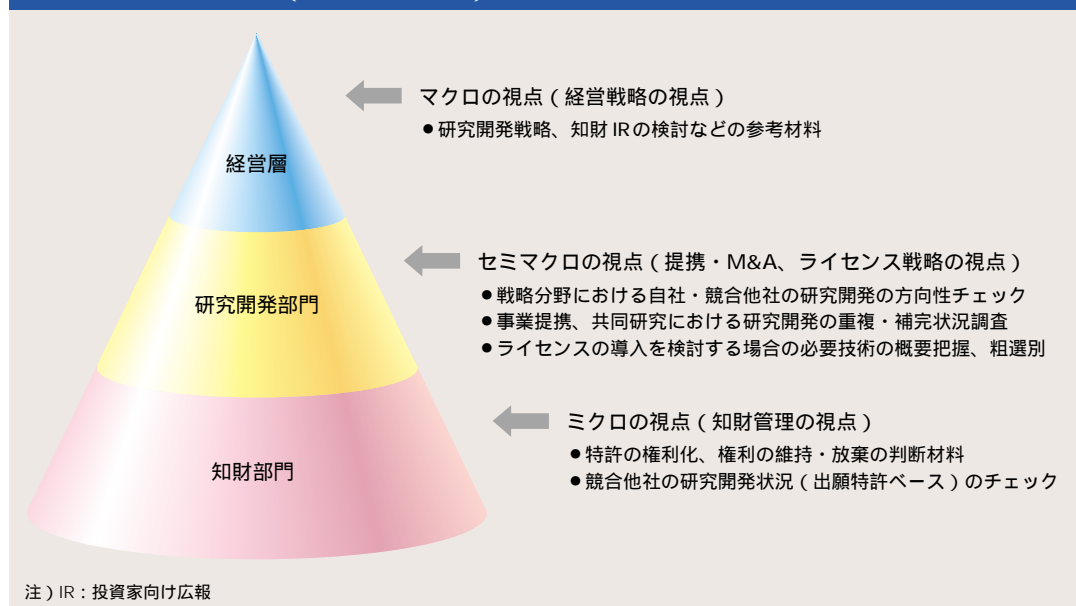 経営層
マクロの視点(経営戦略の視点)
●研究開発戦略、知財IRの検討などの参考材料
研究開発部門
セミマクロの視点(提携・M&A、ライセンス戦略の視点)
●戦略分野における自社・競合他社の研究開発の方向性チェック
●事業提携、共同研究における研究開発の重複・補完状況調査
●ライセンスの導入を検討する場合の必要技術の概要把握、粗選別
知財部門
ミクロの視点(知財管理の視点)
●特許の権利化、権利の維持・放棄の判断材料
●競合他社の研究開発状況(出願特許ベース)のチェック
注)IR:投資家向け広報